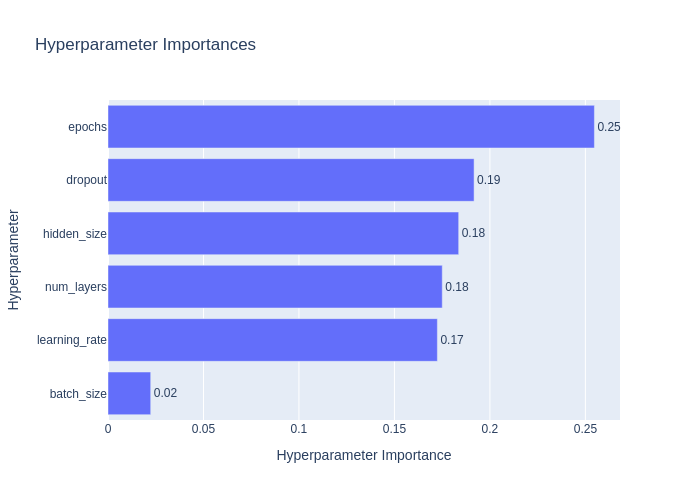 Hyperparameter Importances
epochs 0.25
dropout 0.19
hidden_size 0.18
num_layers 0.18
learning_rate 0.17
batch_size 0.02
Hyperparameter
0 0.05 0.1 0.15 0.2 0.25
Hyperparameter Importance